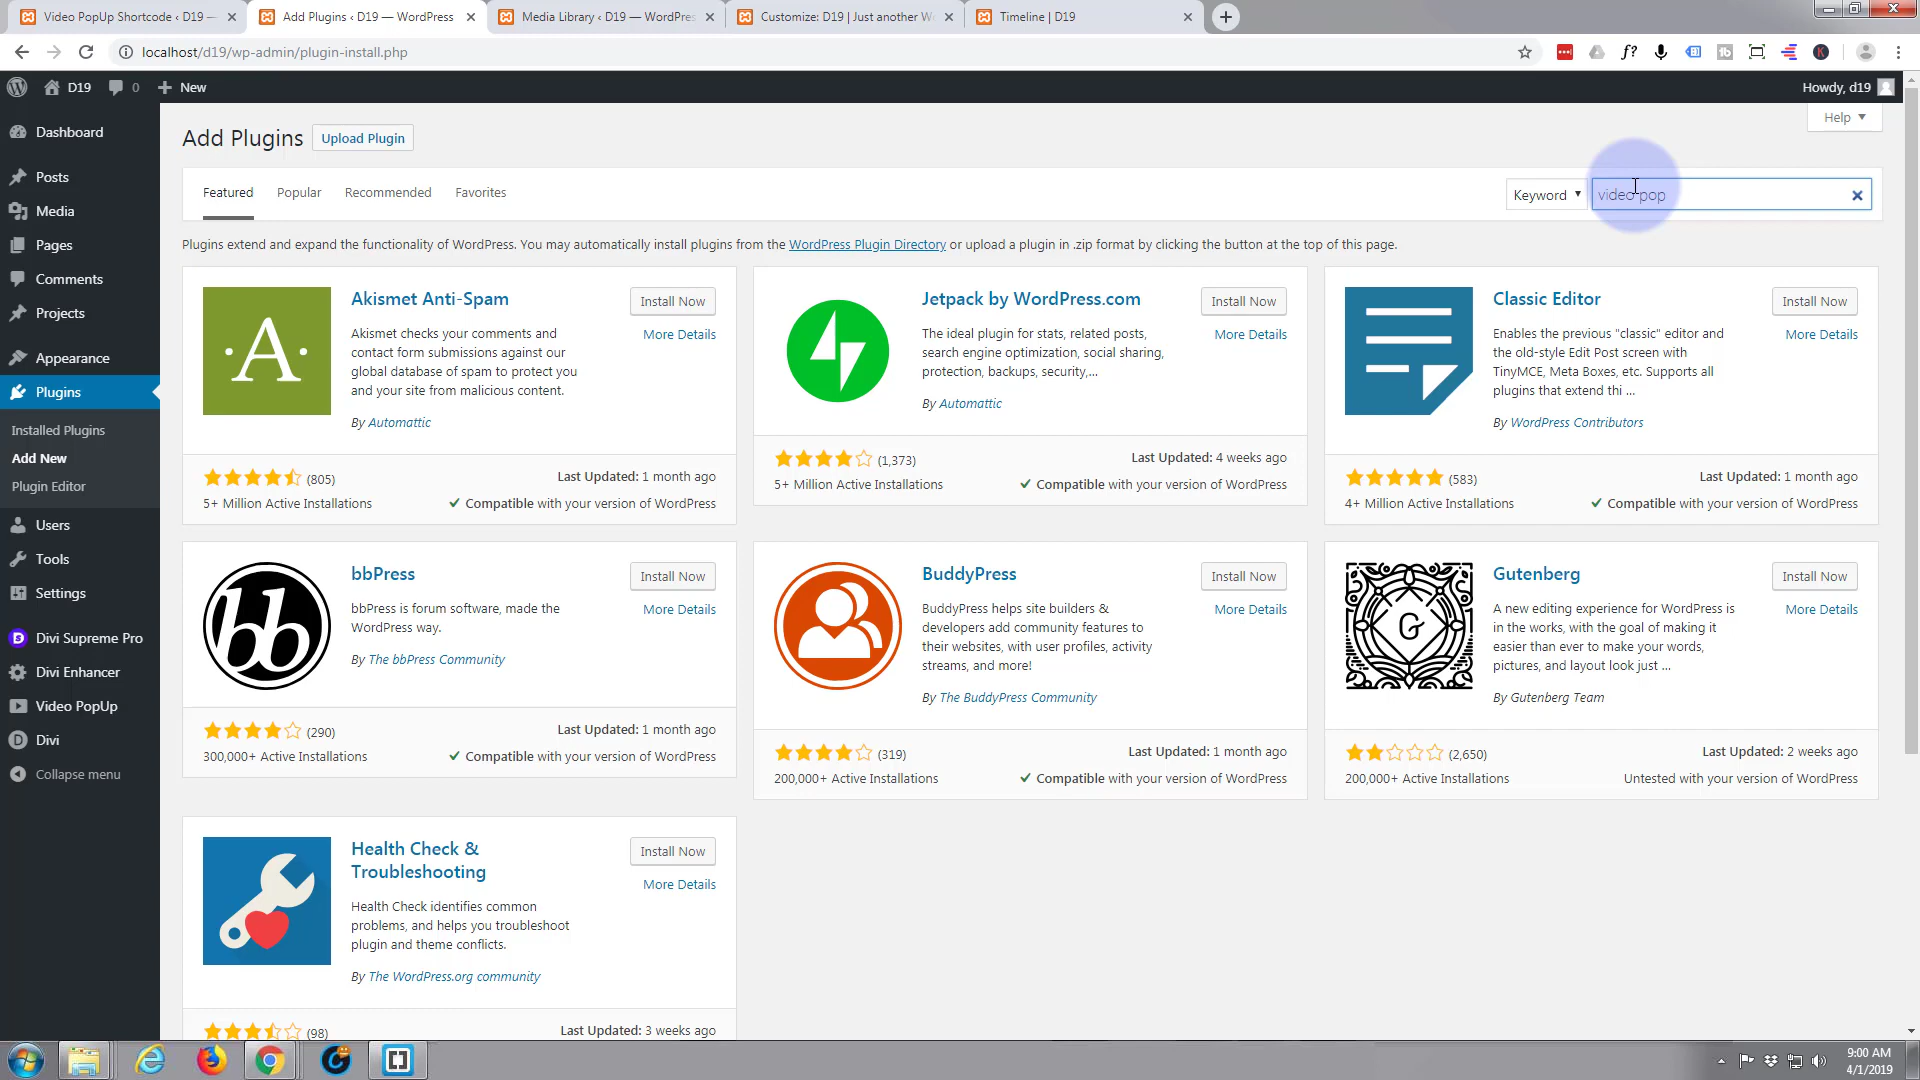 Video PopUp Shortcode ‹ D19 —
Add Plugins ‹ D19 — WordPress
Media Library ‹ D19 — WordPres
Customize: D19 | Just another W
Timeline | D19
localhost/d19/wp-admin/plugin-install.php
D19
0
New
Howdy, d19
Dashboard
Posts
Media
Pages
Comments
Projects
Appearance
Plugins
Installed Plugins
Add New
Plugin Editor
Users
Tools
Settings
Divi Supreme Pro
Divi Enhancer
Video PopUp
Divi
Collapse menu
Help
Add Plugins
Upload Plugin
Featured
Popular
Recommended
Favorites
Keyword
video pop
Plugins extend and expand the functionality of WordPress. You may automatically install plugins from the WordPress Plugin Directory or upload a plugin in .zip format by clicking the button at the top of this page.
Akismet Anti-Spam
Install Now
More Details
Akismet checks your comments and
contact form submissions against our
global database of spam to protect you
and your site from malicious content.
By Automattic
(805)
Last Updated: 1 month ago
5+ Million Active Installations
Compatible with your version of WordPress
Jetpack by WordPress.com
Install Now
More Details
The ideal plugin for stats, related posts,
search engine optimization, social sharing,
protection, backups, security,...
By Automattic
(1,373)
Last Updated: 4 weeks ago
5+ Million Active Installations
Compatible with your version of WordPress
Classic Editor
Install Now
More Details
Enables the previous "classic" editor and
the old-style Edit Post screen with
TinyMCE, Meta Boxes, etc. Supports all
plugins that extend thi ...
By WordPress Contributors
(583)
Last Updated: 1 month ago
4+ Million Active Installations
Compatible with your version of WordPress
bbPress
Install Now
More Details
bbPress is forum software, made the
WordPress way.
By The bbPress Community
(290)
Last Updated: 1 month ago
300,000+ Active Installations
Compatible with your version of WordPress
BuddyPress
Install Now
More Details
BuddyPress helps site builders &
developers add community features to
their websites, with user profiles, activity
streams, and more!
By The BuddyPress Community
(319)
Last Updated: 1 month ago
200,000+ Active Installations
Compatible with your version of WordPress
Gutenberg
Install Now
More Details
A new editing experience for WordPress is
in the works, with the goal of making it
easier than ever to make your words,
pictures, and layout look just ...
By Gutenberg Team
(2,650)
Last Updated: 2 weeks ago
200,000+ Active Installations
Untested with your version of WordPress
Health Check &
Troubleshooting
Install Now
More Details
Health Check identifies common
problems, and helps you troubleshoot
plugin and theme conflicts.
By The WordPress.org community
(98)
Last Updated: 3 weeks ago
9:00 AM
4/1/2019